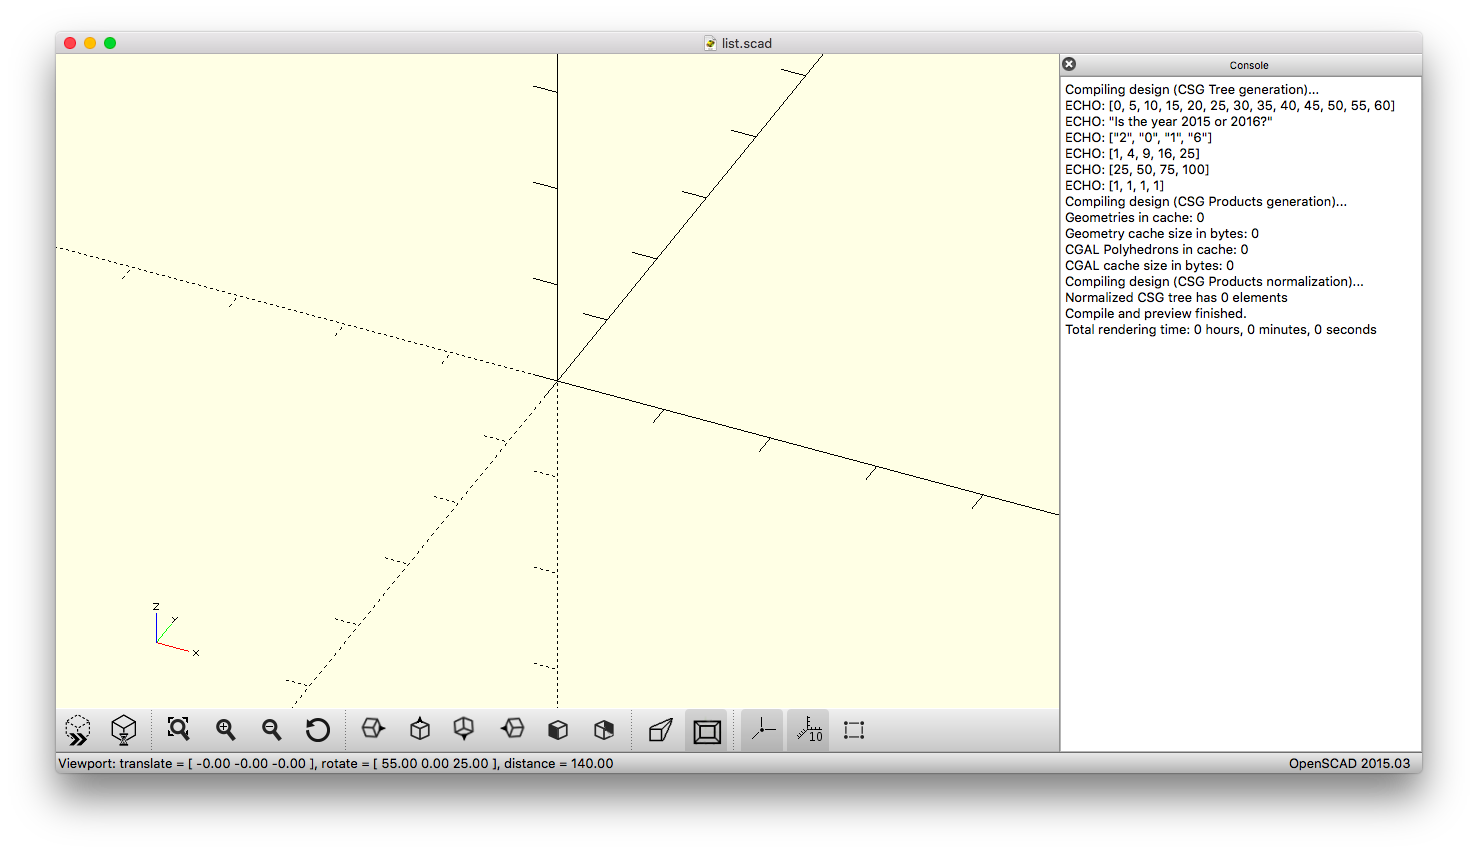 list.scad
Console
Compiling design (CSG Tree generation)...
ECHO: [0, 5, 10, 15, 20, 25, 30, 35, 40, 45, 50, 55, 60]
ECHO: "Is the year 2015 or 2016?"
ECHO: ["2", "0", "1", "6"]
ECHO: [1, 4, 9, 16, 25]
ECHO: [25, 50, 75, 100]
ECHO: [1, 1, 1, 1]
Compiling design (CSG Products generation)...
Geometries in cache: 0
Geometry cache size in bytes: 0
CGAL Polyhedrons in cache: 0
CGAL cache size in bytes: 0
Compiling design (CSG Products normalization)...
Normalized CSG tree has 0 elements
Compile and preview finished.
Total rendering time: 0 hours, 0 minutes, 0 seconds
z
y
x
10
Viewport: translate = [ -0.00 -0.00 -0.00 ], rotate = [ 55.00 0.00 25.00 ], distance = 140.00
OpenSCAD 2015.03